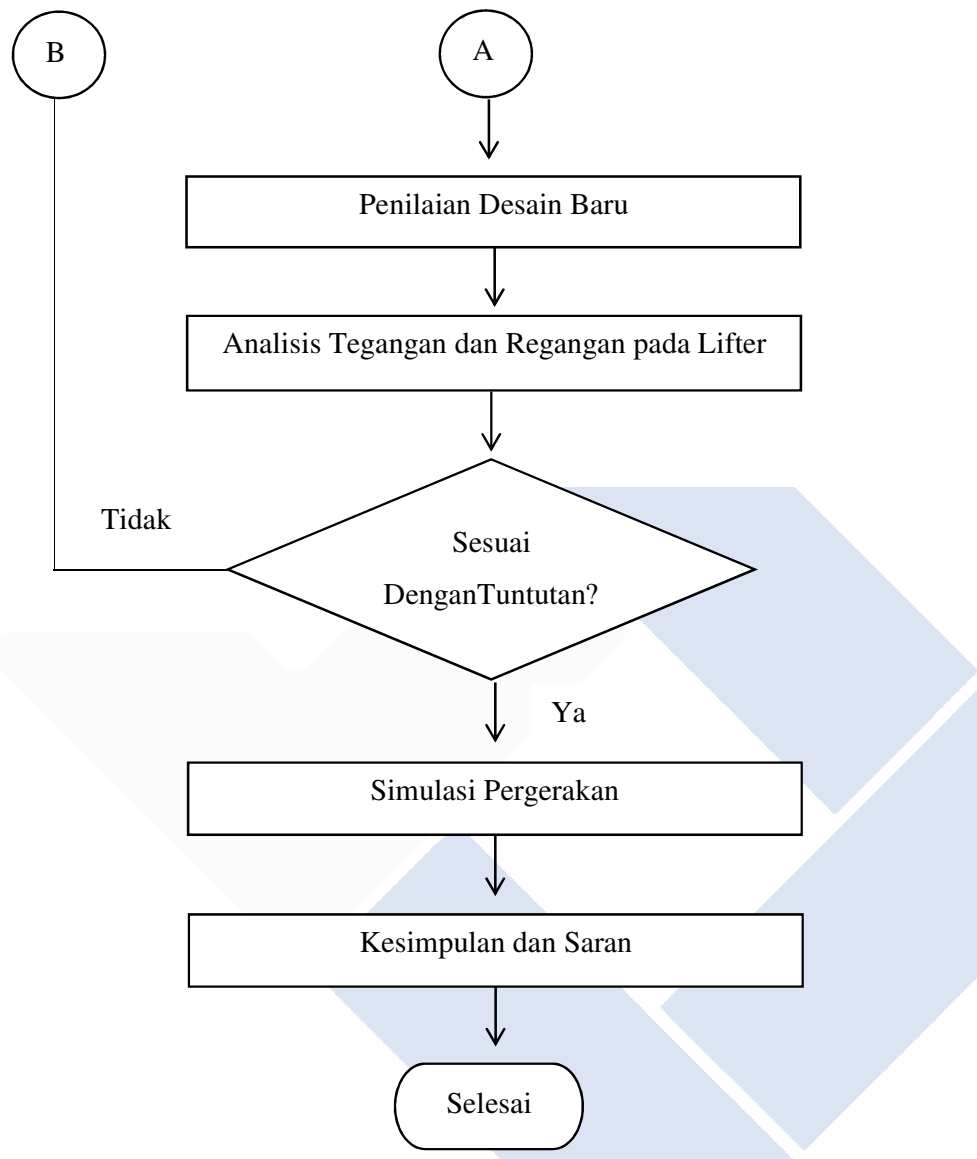 B
A
Penilaian Desain Baru
Analisis Tegangan dan Regangan pada Lifter
Tidak
Sesuai
DenganTuntutan?
Ya
Simulasi Pergerakan
Kesimpulan dan Saran
Selesai